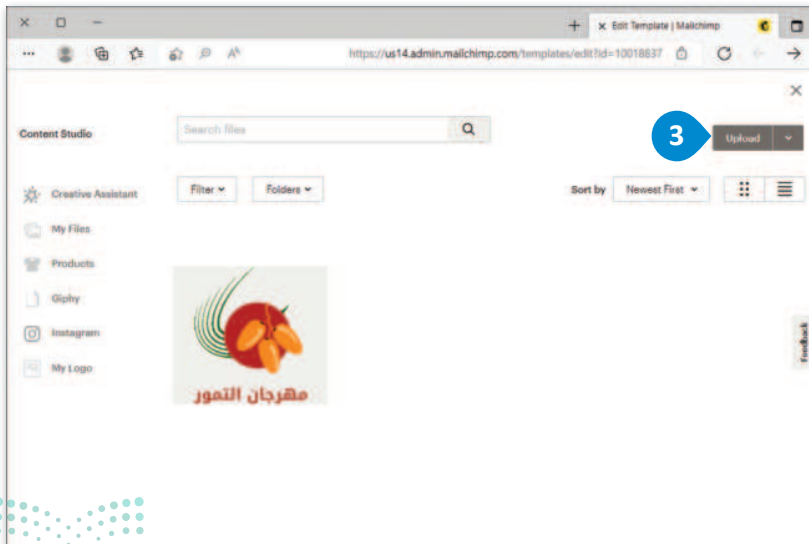 Edit Template | Mailchimp
https://us14.admin.mailchimp.com/templates/edit?id=10018837
Content Studio
Search files
3
Upload
Creative Assistant
Filter
Folders
Sort by
Newest First
My Files
Products
Giphy
Instagram
My Logo
Feedback
مهرجان التمور